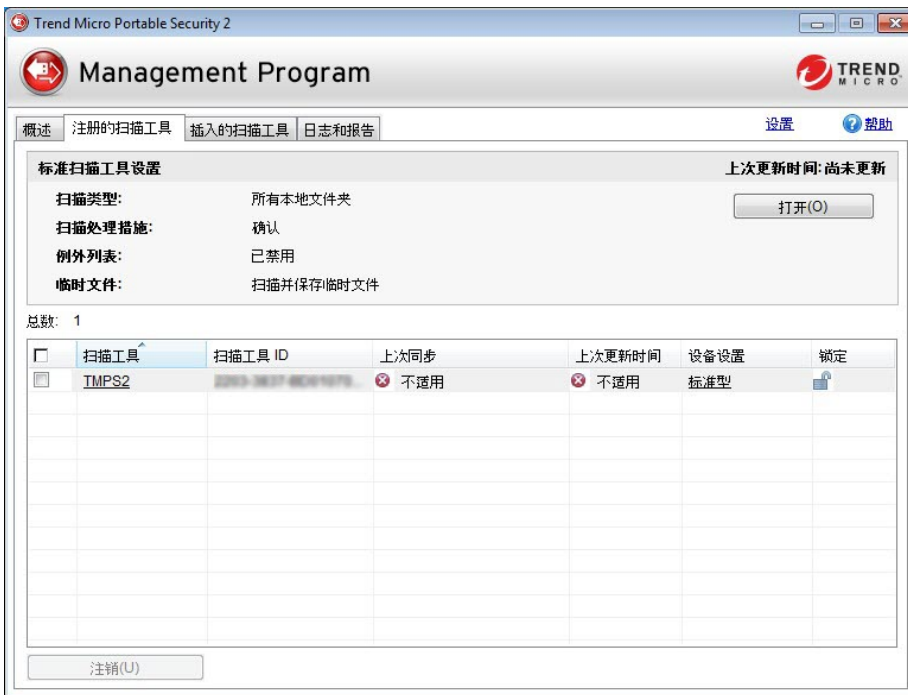 Trend Micro Portable Security 2
Management Program
TREND MICRO
概述 注册的扫描工具 插入的扫描工具 日志和报告 设置 帮助
标准扫描工具设置 上次更新时间:尚未更新
扫描类型: 所有本地文件夹 打开(O)
扫描处理措施: 确认
例外列表: 已禁用
临时文件: 扫描并保存临时文件
总数: 1
扫描工具 扫描工具 ID 上次同步 上次更新时间 设备设置 锁定
TMPS2 不适用 不适用 标准型
注销(U)